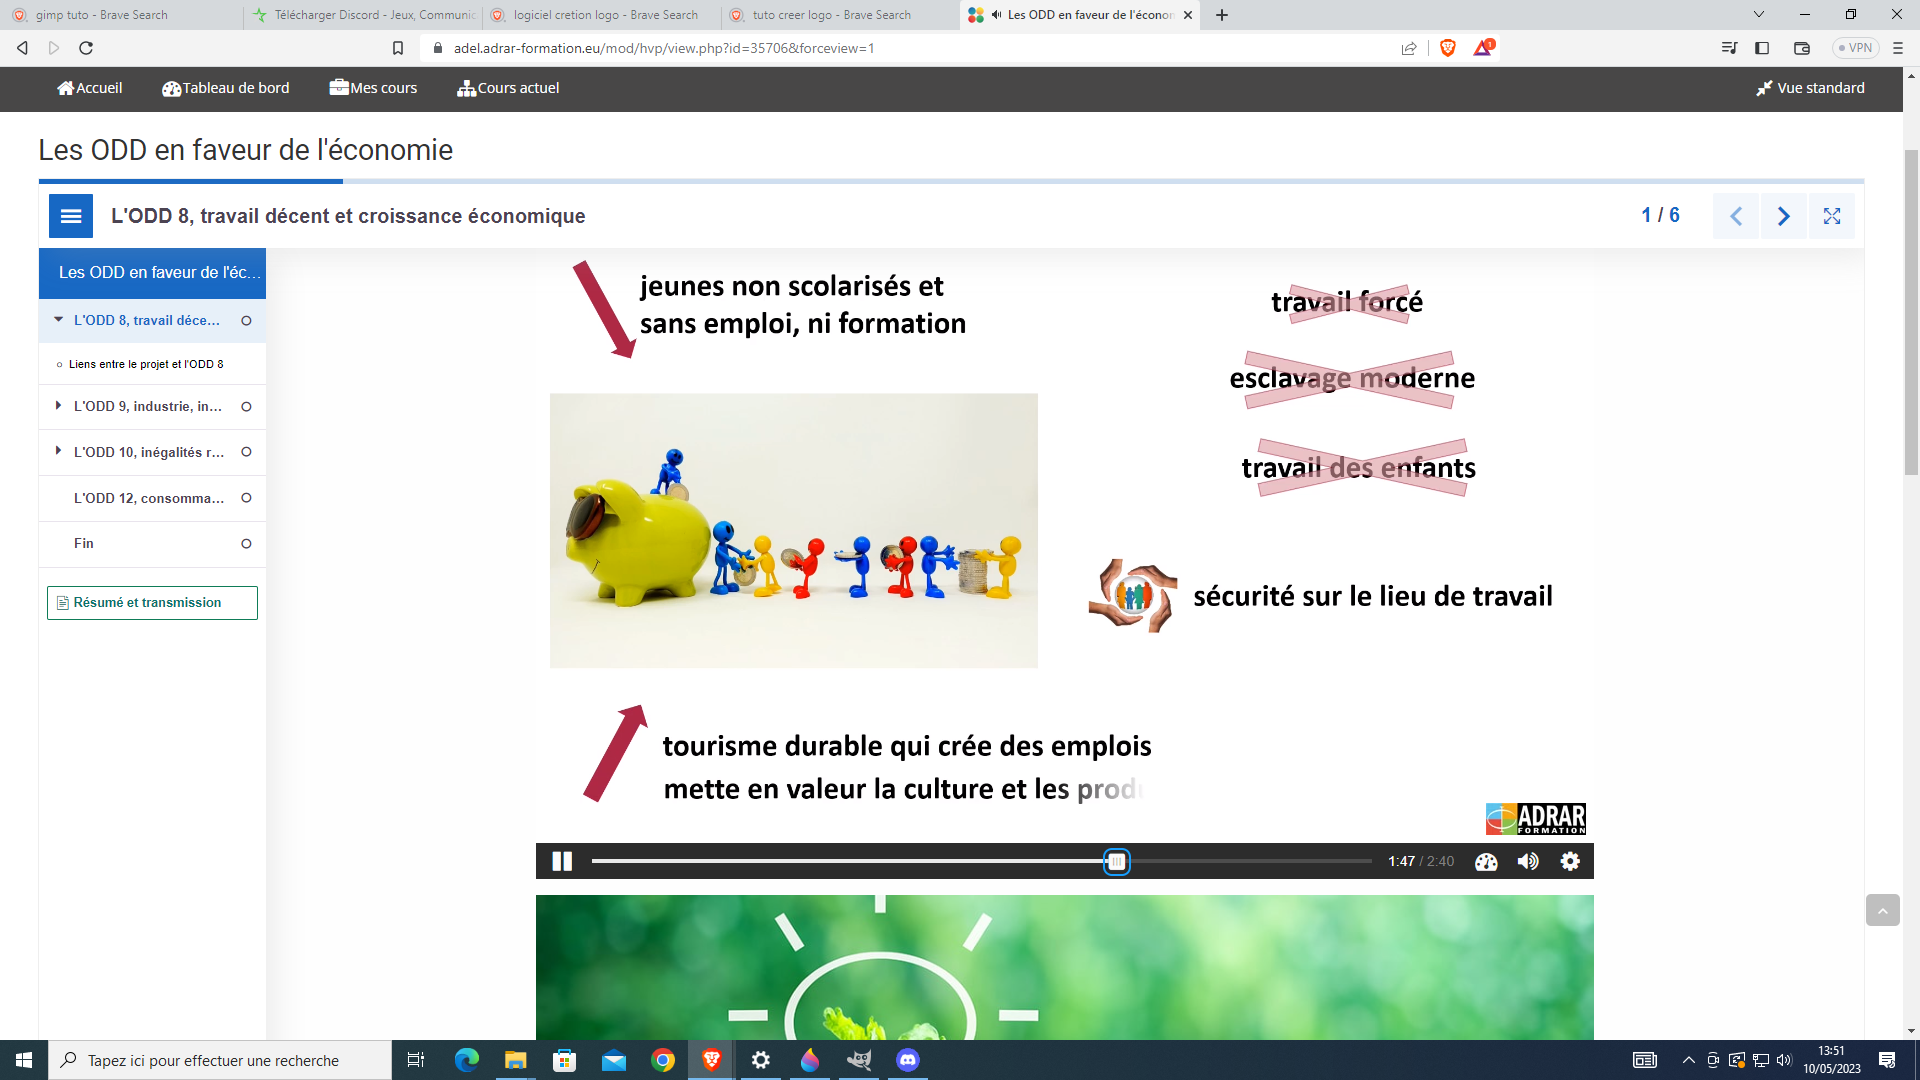 gimp tuto - Brave Search
Télécharger Discord - Jeux, Communic
logiciel cretion logo - Brave Search
tuto creer logo - Brave Search
Les ODD en faveur de l'éconon
adel.adrar-formation.eu/mod/hvp/view.php?id=35706&forceview=1
1
VPN
Accueil
Tableau de bord
Mes cours
Cours actuel
Vue standard
Les ODD en faveur de l'économie
L'ODD 8, travail décent et croissance économique
1 / 6
Les ODD en faveur de l'éc...
L'ODD 8, travail déce...
Liens entre le projet et l'ODD 8
L'ODD 9, industrie, in...
L'ODD 10, inégalités r...
L'ODD 12, consomma...
Fin
Résumé et transmission
jeunes non scolarisés et
sans emploi, ni formation
travail forcé
esclavage moderne
travail des enfants
sécurité sur le lieu de travail
tourisme durable qui crée des emplois
mette en valeur la culture et les produ
ADRAR
FORMATION
1:47 / 2:40
Tapez ici pour effectuer une recherche
13:51
10/05/2023